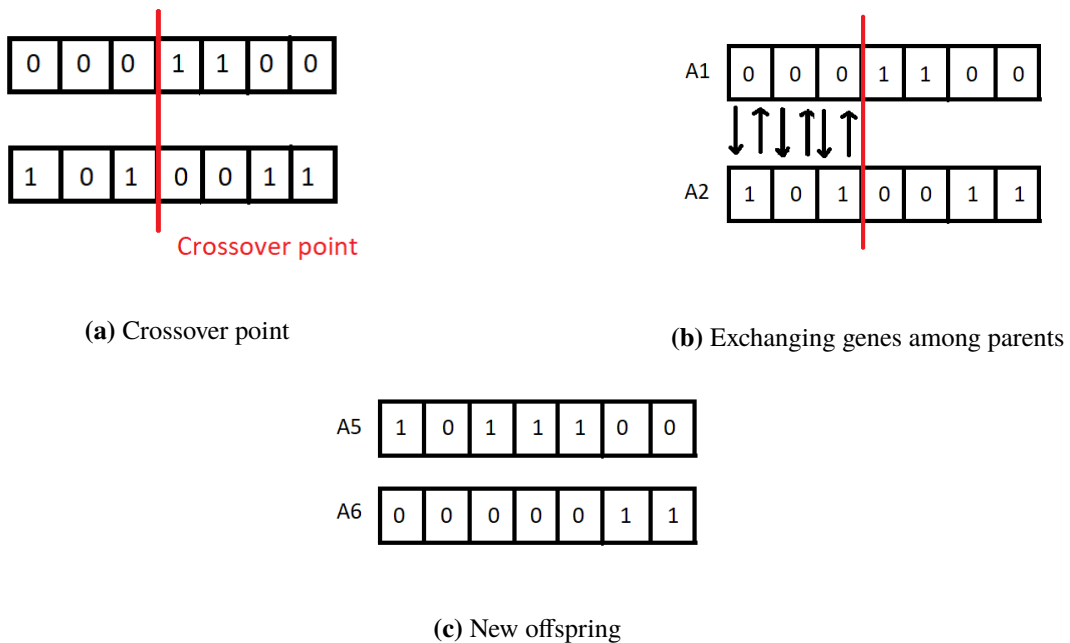 0 0 0 1 1 0 0
1 0 1 0 0 1 1
Crossover point
(a) Crossover point
A1 0 0 0 1 1 0 0
A2 1 0 1 0 0 1 1
(b) Exchanging genes among parents
A5 1 0 1 1 1 0 0
A6 0 0 0 0 0 1 1
(c) New offspring